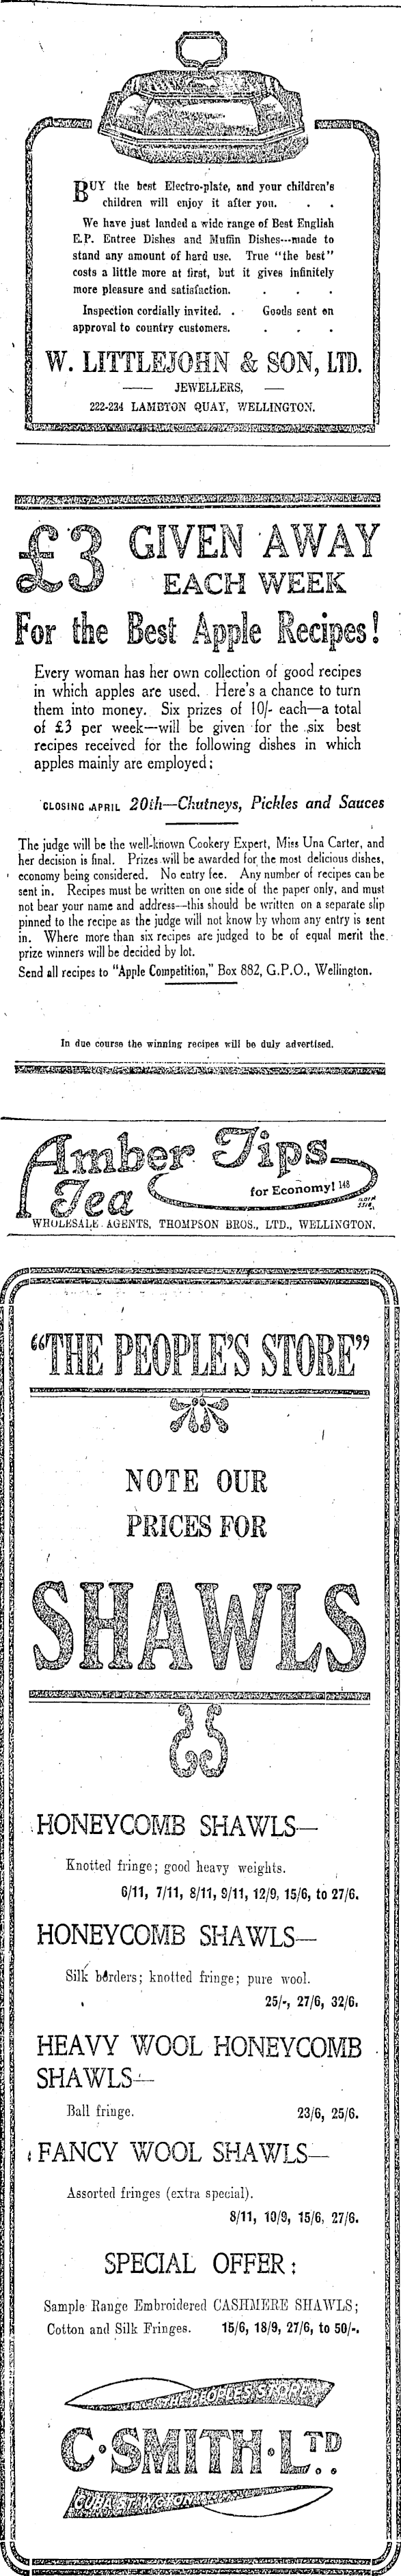 BUY the best Electro-plate, and your children's
children will enjoy it after you. . .
We have just landed a wide range of Best English
E.P. Entree Dishes and Muffin Dishes---made to
stand any amount of hard use. True "the best"
costs a little more at first, but it gives infinitely
more pleasure and satisfaction. . . .
Inspection cordially invited. . Goods sent on
approval to country customers. . . .
W. LITTLEJOHN & SON, LTD.
JEWELLERS,
222-234 LAMBTON QUAY, WELLINGTON.
£3 GIVEN AWAY
EACH WEEK
For the Best Apple Recipes!
Every woman has her own collection of good recipes
in which apples are used. Here's a chance to turn
them into money. Six prizes of 10/- each—a total
of £3 per week—will be given for the six best
recipes received for the following dishes in which
apples mainly are employed:
CLOSING APRIL 20th—Chutneys, Pickles and Sauces
The judge will be the well-known Cookery Expert, Miss Una Carter, and
her decision is final. Prizes will be awarded for the most delicious dishes,
economy being considered. No entry fee. Any number of recipes can be
sent in. Recipes must be written on one side of the paper only, and must
not bear your name and address—this should be written on a separate slip
pinned to the recipe as the judge will not know by whom any entry is sent
in. Where more than six recipes are judged to be of equal merit the
prize winners will be decided by lot.
Send all recipes to "Apple Competition," Box 882, G.P.O., Wellington.
In due course the winning recipes will be duly advertised.
Amber Tips
Tea
for Economy! 148
WHOLESALE AGENTS, THOMPSON BROS., LTD., WELLINGTON.
"THE PEOPLE'S STORE"
NOTE OUR
PRICES FOR
SHAWLS
HONEYCOMB SHAWLS—
Knotted fringe; good heavy weights.
6/11, 7/11, 8/11, 9/11, 12/9, 15/6, to 27/6.
HONEYCOMB SHAWLS—
Silk borders; knotted fringe; pure wool.
25/-, 27/6, 32/6.
HEAVY WOOL HONEYCOMB
SHAWLS—
Ball fringe. 23/6, 25/6.
FANCY WOOL SHAWLS—
Assorted fringes (extra special).
8/11, 10/9, 15/6, 27/6.
SPECIAL OFFER:
Sample Range Embroidered CASHMERE SHAWLS;
Cotton and Silk Fringes. 15/6, 18/9, 27/6, to 50/-.
THE PEOPLES STORE
C·SMITH·LTD
CUBA ST WGTON